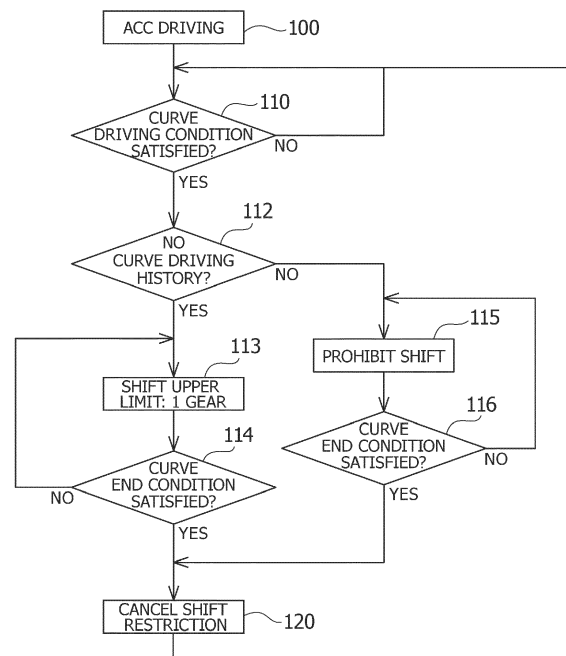 ACC DRIVING
100
CURVE
DRIVING CONDITION
SATISFIED?
110
NO
YES
NO
CURVE DRIVING
HISTORY?
112
NO
YES
115
PROHIBIT SHIFT
113
SHIFT UPPER
LIMIT: 1 GEAR
116
CURVE
END CONDITION
SATISFIED?
NO
YES
114
CURVE
END CONDITION
SATISFIED?
NO
YES
CANCEL SHIFT
RESTRICTION
120